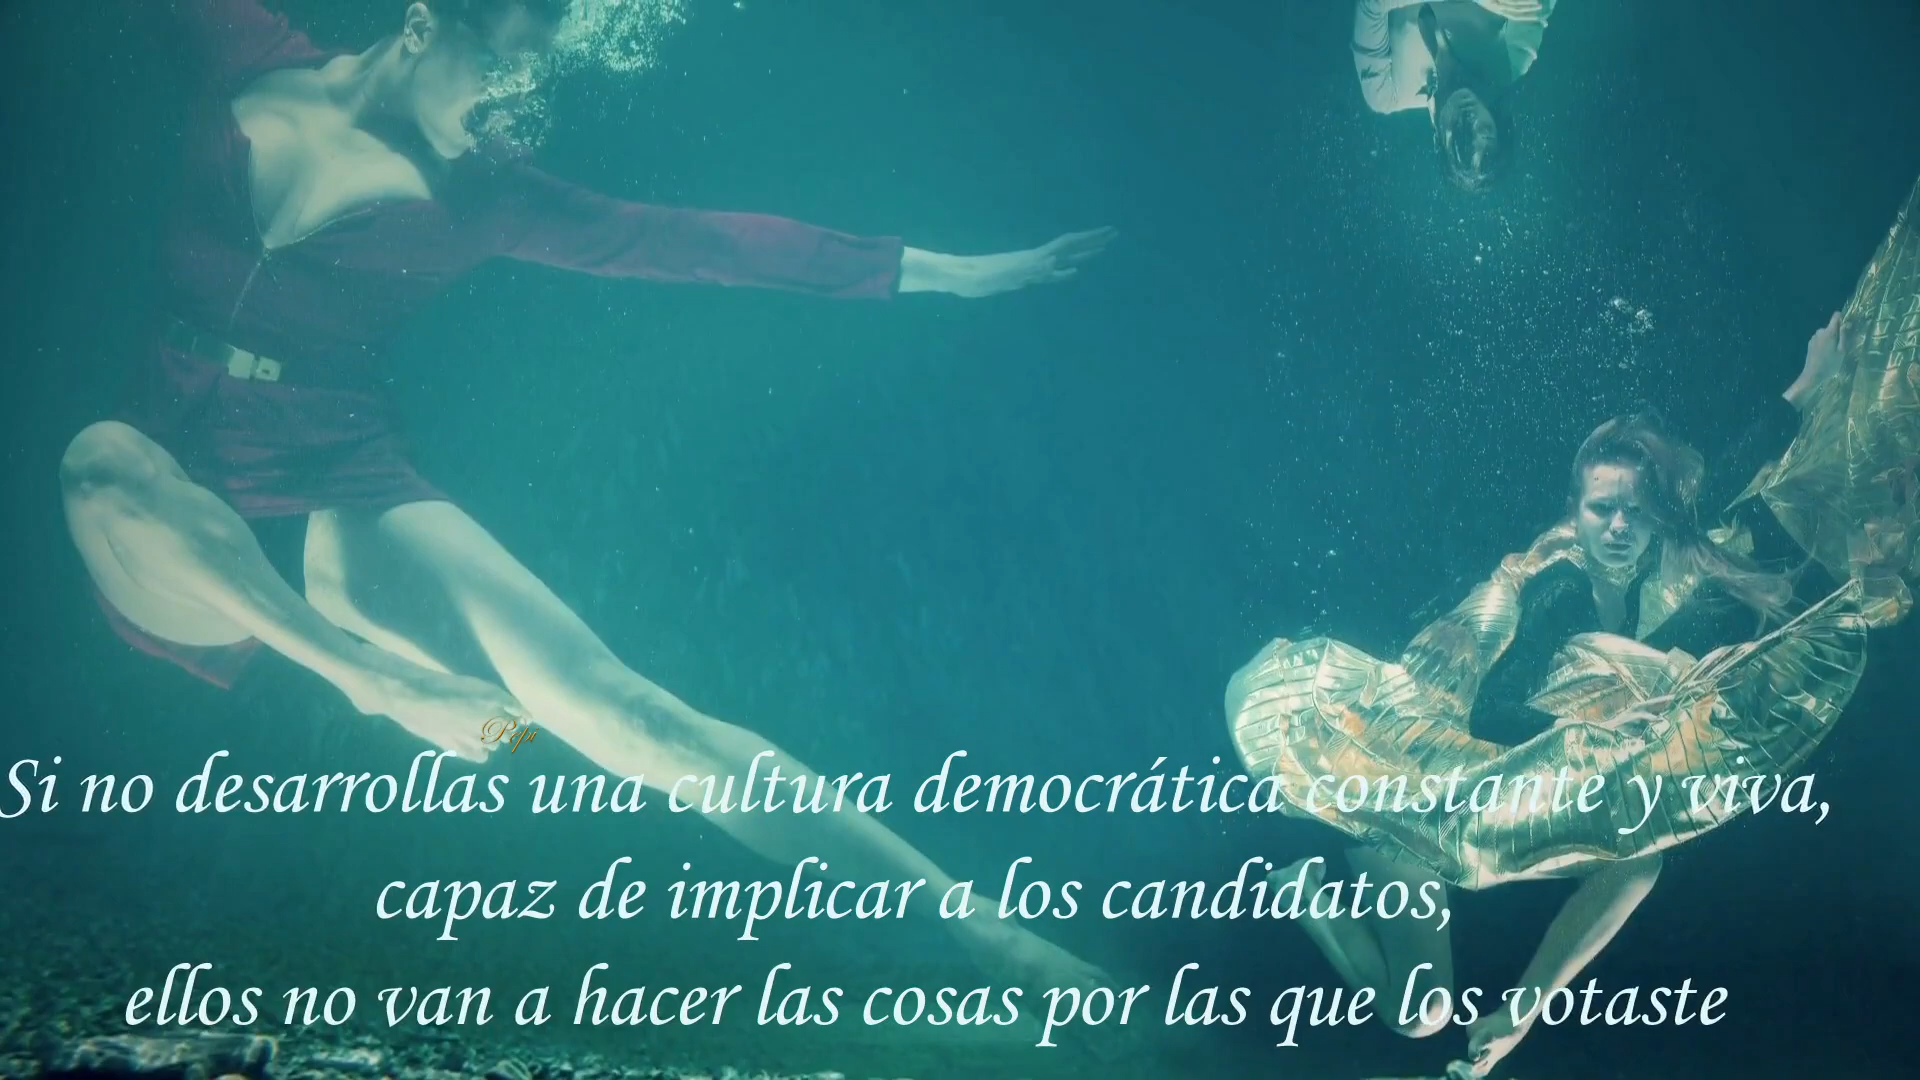 Pepi
Si no desarrollas una cultura democrática constante y viva,
capaz de implicar a los candidatos,
ellos no van a hacer las cosas por las que los votaste